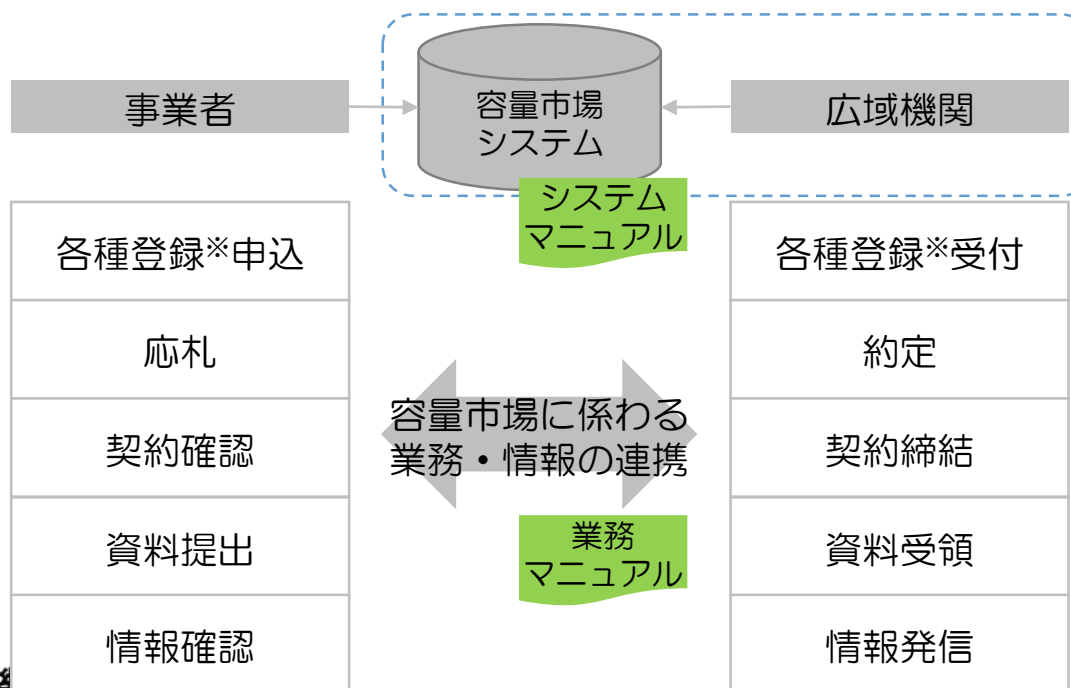 事業者
容量市場
システム
広域機関
システム
マニュアル
各種登録※申込
各種登録※受付
応札
約定
容量市場に係わる
業務・情報の連携
契約確認
契約締結
資料提出
業務
マニュアル
資料受領
情報確認
情報発信